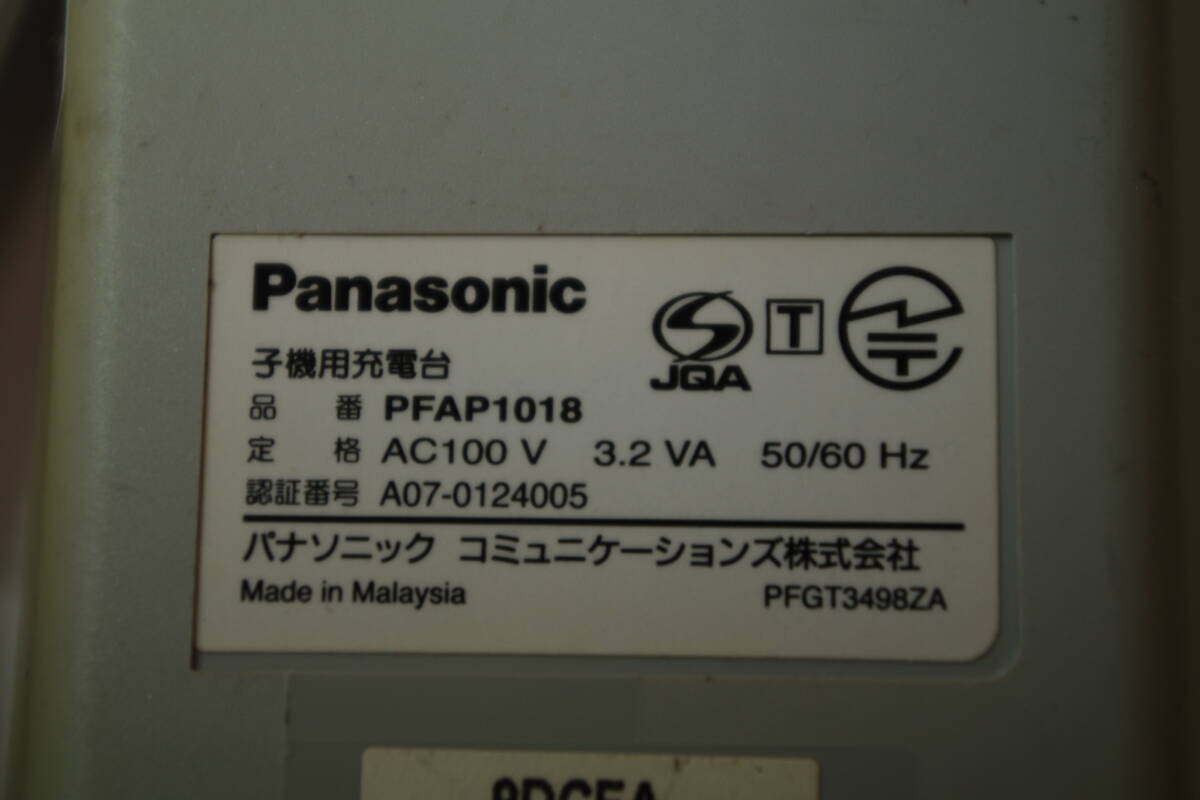 Panasonic
子機用充電台
品 番 PFAP1018
定 格 AC100 V 3.2 VA 50/60 Hz
認証番号 A07-0124005
JQA
T
パナソニック コミュニケーションズ株式会社
Made in Malaysia PFGT3498ZA